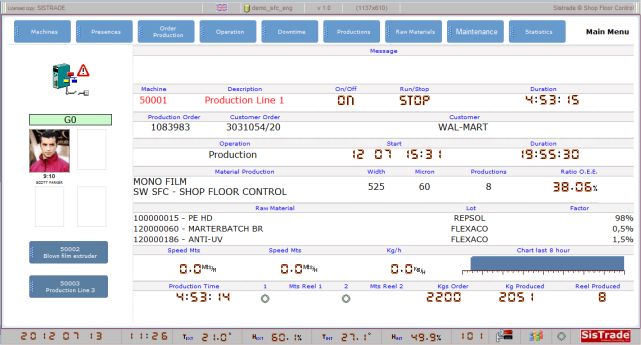 SISTRADE demo_sfc_eng v 1.0 (1137x610) Sistrade ® Shop Floor Control
Machines Presences Order Production Operation Downtime Productions Raw Materials Maintenance Statistics Main Menu
Message
Machine Description On/Off Run/Stop Duration
50001 Production Line 1 ON STOP 4:53:15
G0
Production Order Customer Order Customer
1083983 3031054/20 WAL-MART
Operation Start Duration
Production 12 07 15:31 19:55:30
3:10
SCOTT PARKER
Material Production Width Micron Productions Ratio O.E.E.
MONO FILM
SW SFC - SHOP FLOOR CONTROL 525 60 8 38.06%
Raw Material Lot Factor
100000015 - PE HD REPSOL 98%
120000060 - MARTERBATCH BR FLEXACO 0,5%
120000186 - ANTI-UV FLEXACO 1,5%
50002
Blown film extruder
Speed Mts Speed Mts Kg/h Chart last 8 hour
0.0 Mts/H 0.0 Mts/H 0.0 Kg/H
50003
Production Line 3
Production Time 1 Mts Reel 1 2 Mts Reel 2 Kgs Order Kg Produced Reel Produced
4:53:14 2200 2051 8
2012 07 13 11:26 TINT 21.0° HINT 60.1% TEXT 27.1° HEXT 49.9% 101 SisTrade